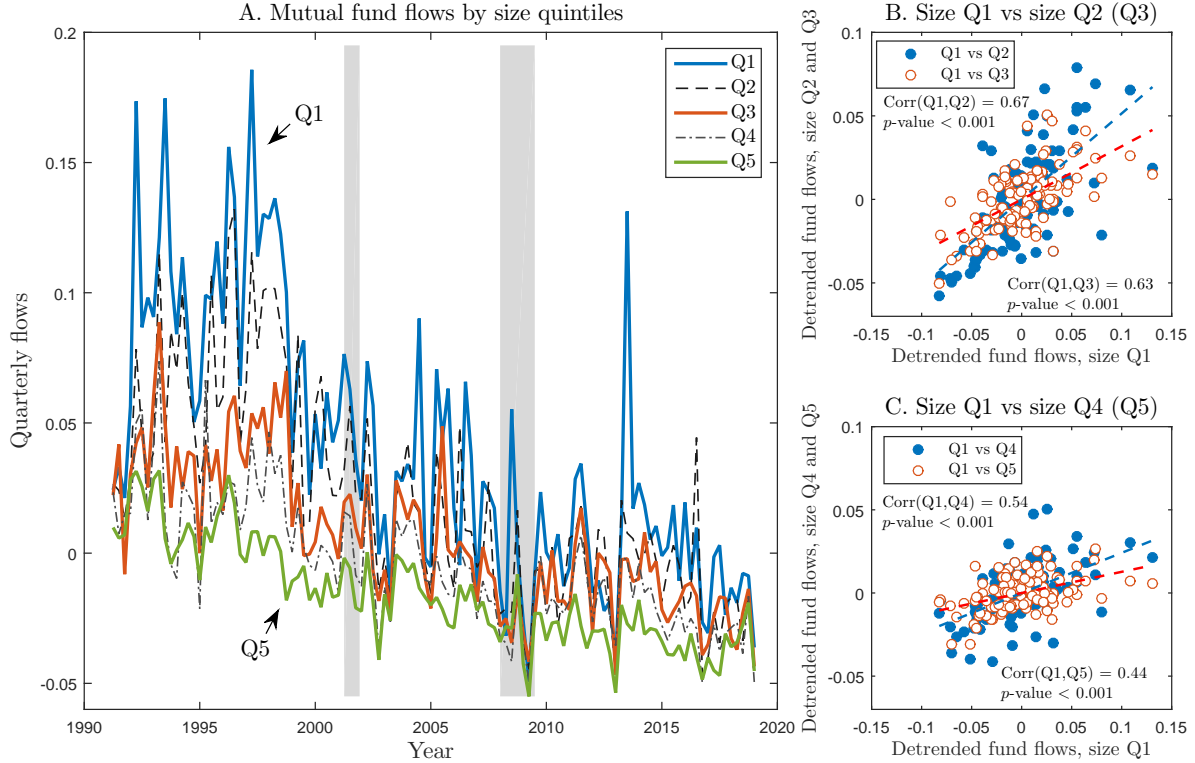 A. Mutual fund flows by size quintiles
0.2
0.15
0.1
0.05
0
-0.05
Quarterly flows
1990
1995
2000
2005
2010
2015
2020
Year
Q1
Q2
Q3
Q4
Q5
Q1
Q5
B. Size Q1 vs size Q2 (Q3)
0.1
0.05
0
-0.05
Detrended fund flows, size Q2 and Q3
Q1 vs Q2
Q1 vs Q3
Corr(Q1,Q2) = 0.67
p-value < 0.001
Corr(Q1,Q3) = 0.63
p-value < 0.001
-0.15
-0.1
-0.05
0
0.05
0.1
0.15
Detrended fund flows, size Q1
C. Size Q1 vs size Q4 (Q5)
0.1
0.05
0
-0.05
Detrended fund flows, size Q4 and Q5
Q1 vs Q4
Q1 vs Q5
Corr(Q1,Q4) = 0.54
p-value < 0.001
Corr(Q1,Q5) = 0.44
p-value < 0.001
-0.15
-0.1
-0.05
0
0.05
0.1
0.15
Detrended fund flows, size Q1